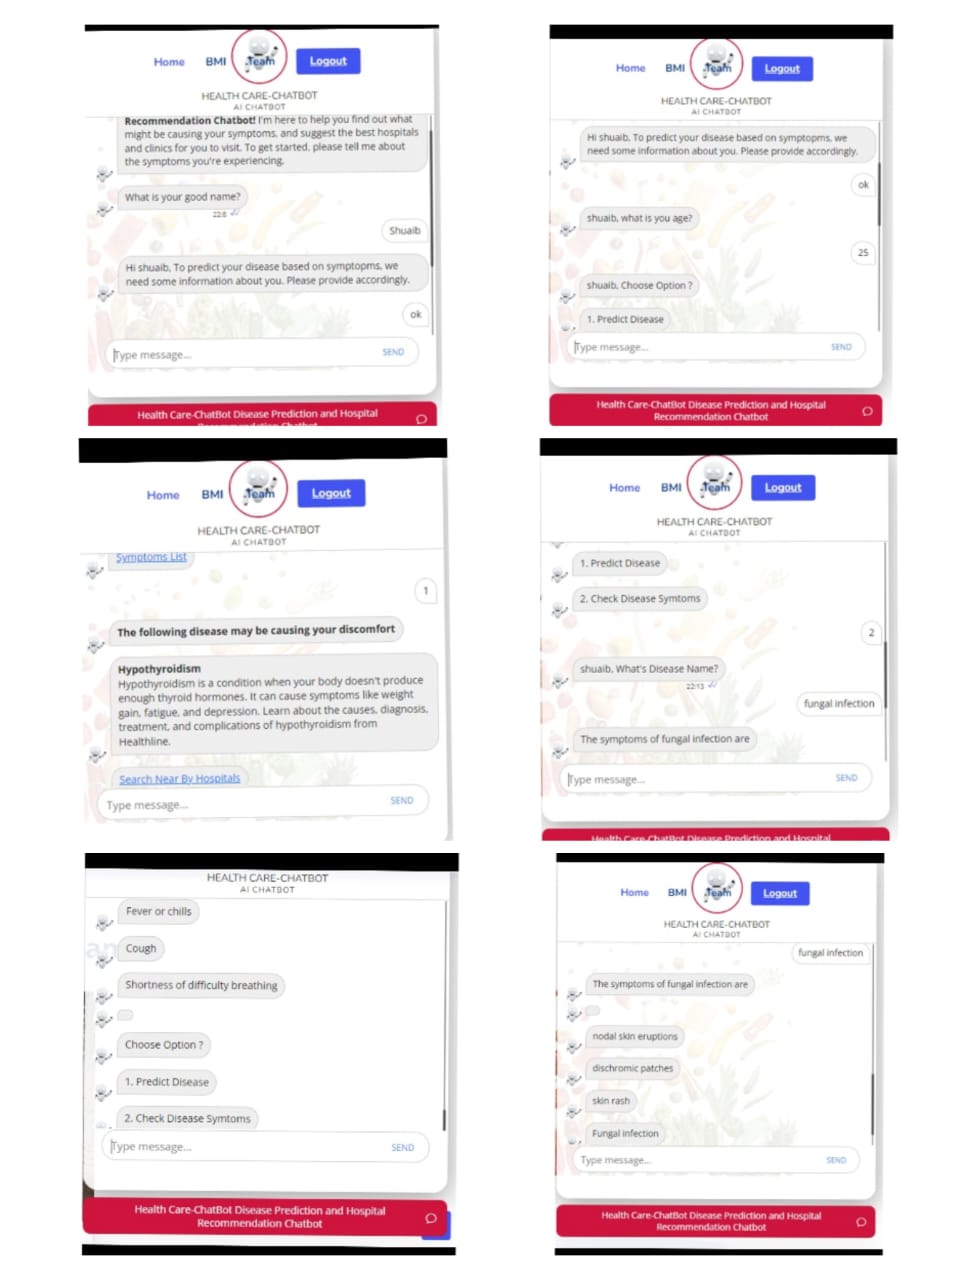 Home BMI Team Logout
HEALTH CARE-CHATBOT
AI CHATBOT
Recommendation Chatbot! I'm here to help you find out what
might be causing your symptoms, and suggest the best hospitals
and clinics for you to visit. To get started, please tell me about
the symptoms you're experiencing.
What is your good name?
22:8
Shuaib
Hi shuaib, To predict your disease based on symptopms, we
need some information about you. Please provide accordingly.
ok
Type message...
SEND
Health Care-ChatBot Disease Prediction and Hospital
Recommendation Chatbot
Home BMI Team Logout
HEALTH CARE-CHATBOT
AI CHATBOT
Hi shuaib, To predict your disease based on symptopms, we
need some information about you. Please provide accordingly.
ok
shuaib, what is you age?
25
shuaib, Choose Option ?
1. Predict Disease
Type message...
SEND
Health Care-ChatBot Disease Prediction and Hospital
Recommendation Chatbot
Home BMI Team Logout
HEALTH CARE-CHATBOT
AI CHATBOT
Symptoms List
1
The following disease may be causing your discomfort
Hypothyroidism
Hypothyroidism is a condition when your body doesn't produce
enough thyroid hormones. It can cause symptoms like weight
gain, fatigue, and depression. Learn about the causes, diagnosis,
treatment, and complications of hypothyroidism from
Healthline.
Search Near By Hospitals
Type message...
SEND
Home BMI Team Logout
HEALTH CARE-CHATBOT
AI CHATBOT
1. Predict Disease
2. Check Disease Symtoms
2
shuaib, What's Disease Name?
22:13
fungal infection
The symptoms of fungal infection are
Type message...
SEND
Health Care-ChatBot Disease Prediction and Hospital
HEALTH CARE-CHATBOT
AI CHATBOT
Fever or chills
Cough
Shortness of difficulty breathing
Choose Option ?
1. Predict Disease
2. Check Disease Symtoms
Type message...
SEND
Health Care-ChatBot Disease Prediction and Hospital
Recommendation Chatbot
Home BMI Team Logout
HEALTH CARE-CHATBOT
AI CHATBOT
fungal infection
The symptoms of fungal infection are
nodal skin eruptions
dischromic patches
skin rash
Fungal infection
Type message...
SEND
Health Care-ChatBot Disease Prediction and Hospital
Recommendation Chatbot